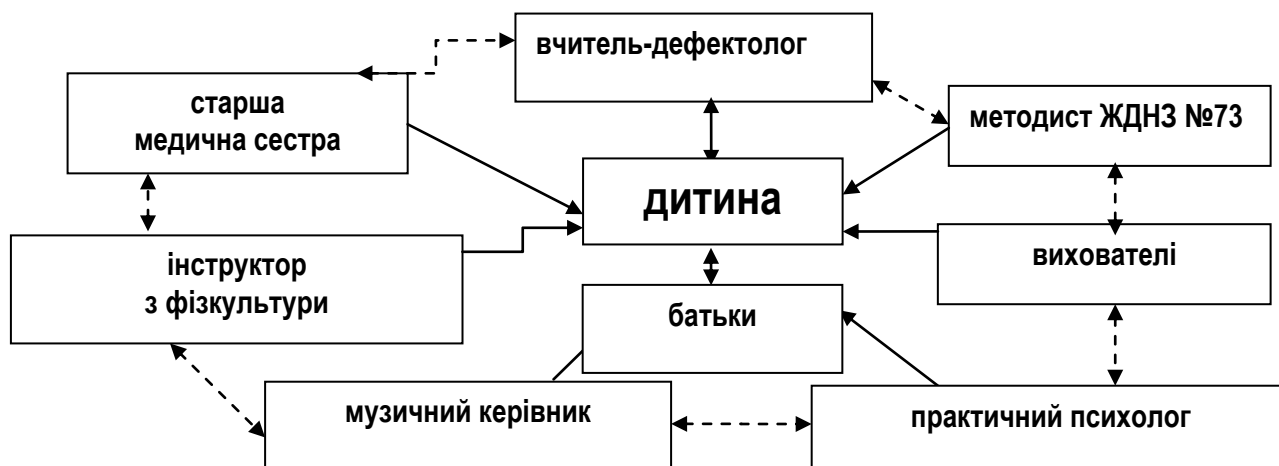 вчитель-дефектолог
старша
медична сестра
методист ЖДНЗ №73
дитина
інструктор
з фізкультури
вихователі
батьки
музичний керівник
практичний психолог